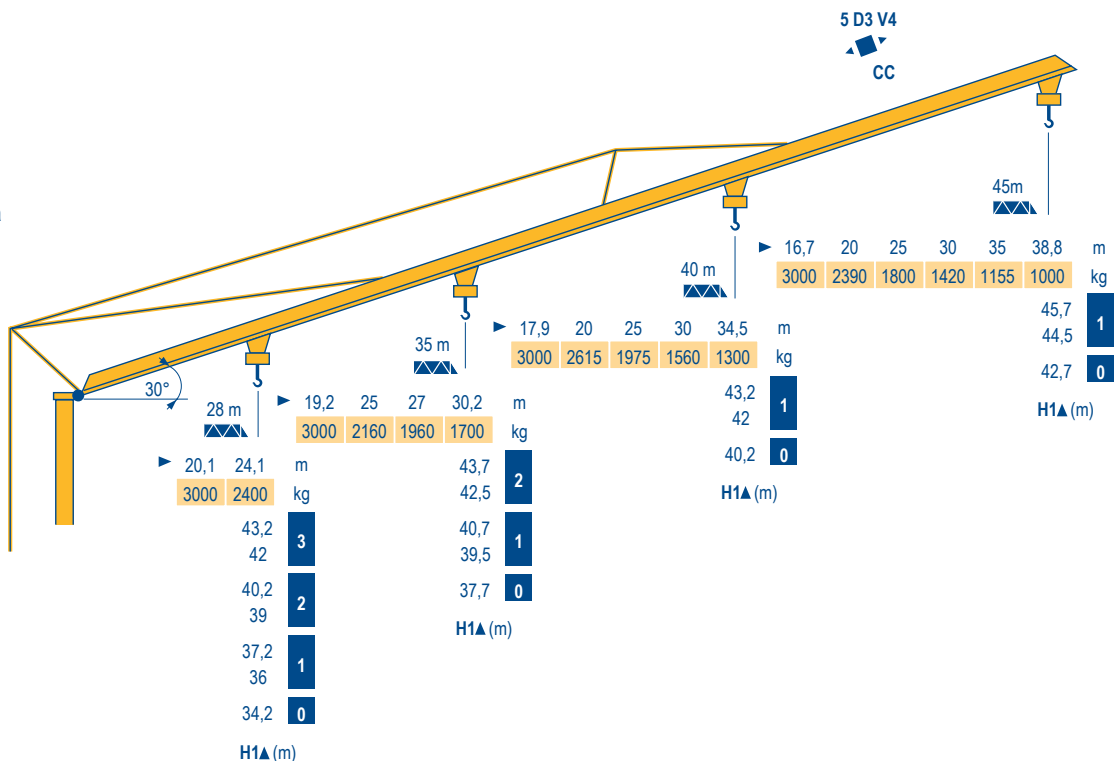 5 D3 V4
CC
30°
45m
► 16,7 20 25 30 35 38,8 m
3000 2390 1800 1420 1155 1000 kg
45,7
44,5
1
42,7 0
H1▲ (m)
40 m
► 17,9 20 25 30 34,5 m
3000 2615 1975 1560 1300 kg
43,2
42
1
40,2 0
H1▲ (m)
35 m
► 19,2 25 27 30,2 m
3000 2160 1960 1700 kg
43,7
42,5
2
40,7
39,5
1
37,7 0
H1▲ (m)
28 m
► 20,1 24,1 m
3000 2400 kg
43,2
42
3
40,2
39
2
37,2
36
1
34,2 0
H1▲ (m)